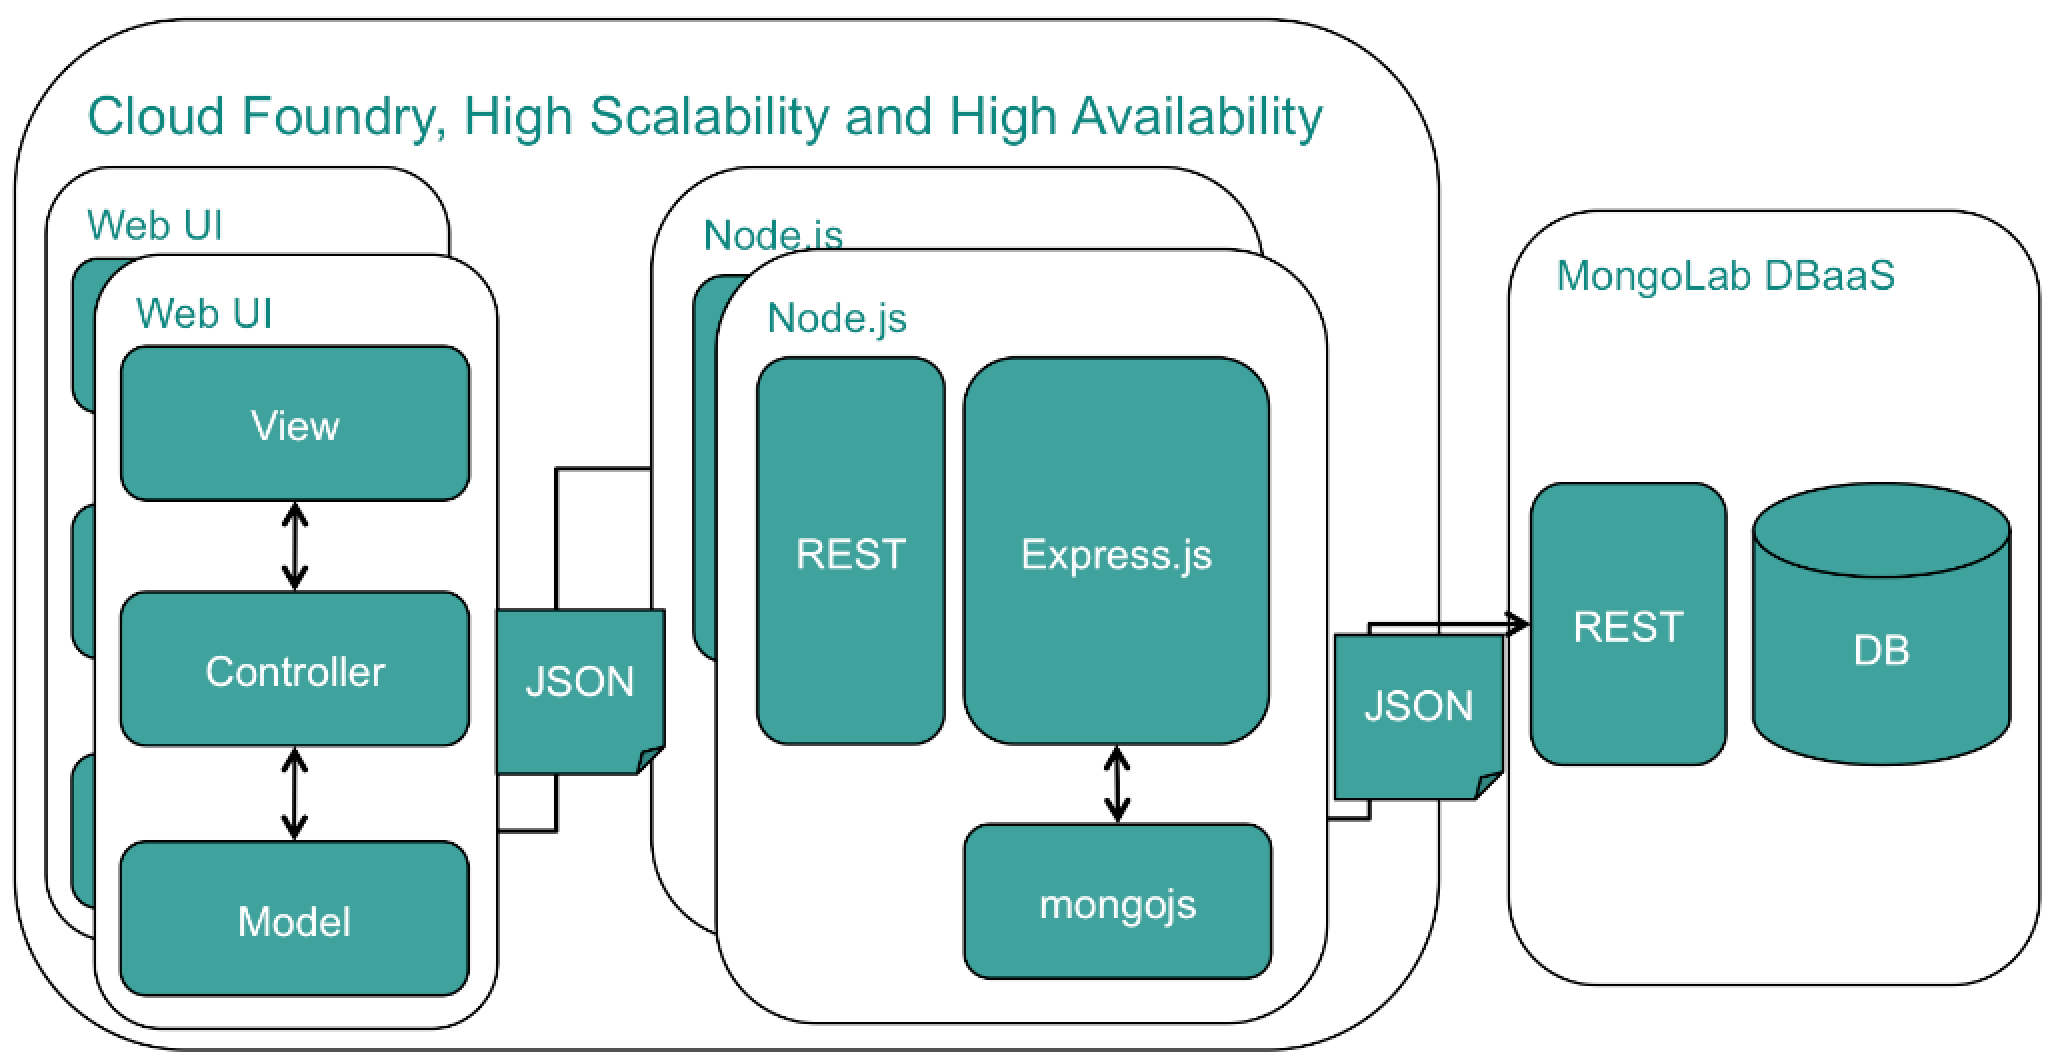 Cloud Foundry, High Scalability and High Availability
Web UI
Web UI
View
Controller
Model
JSON
Node.js
Node.js
REST
Express.js
mongojs
JSON
MongoLab DBaaS
REST
DB